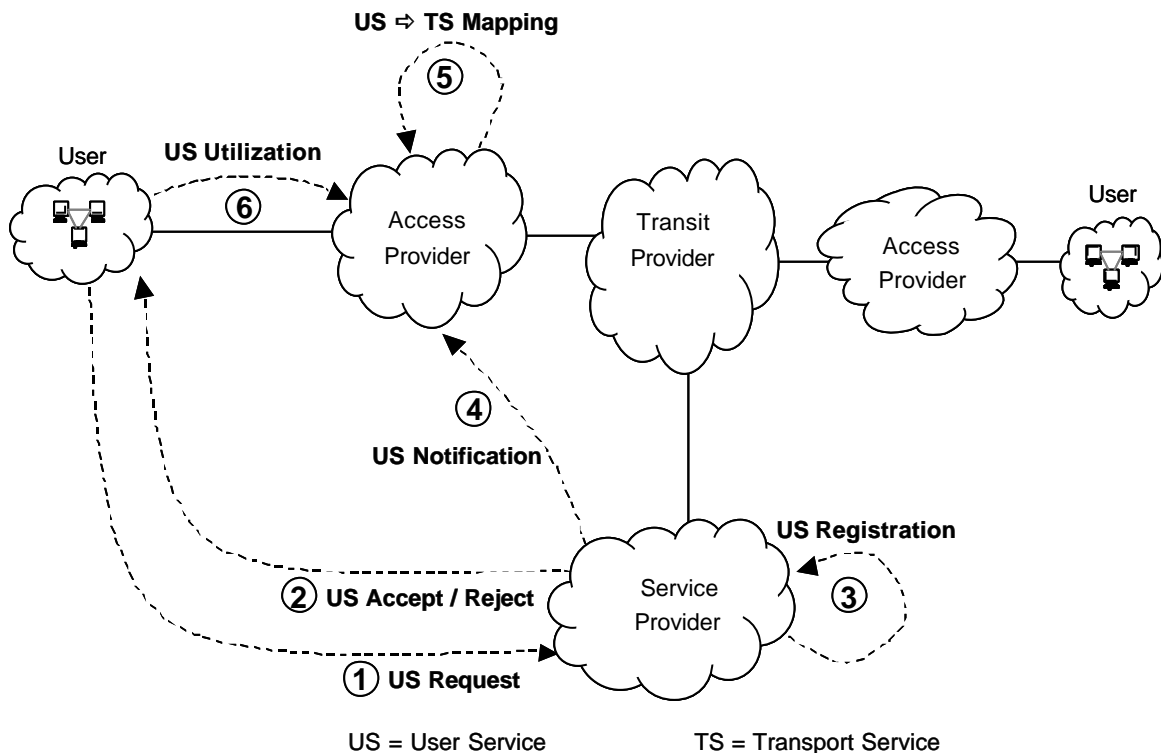 US ⇨ TS Mapping
5
User
US Utilization
6
Access
Provider
Transit
Provider
Access
Provider
User
4
US Notification
US Registration
3
Service
Provider
2 US Accept / Reject
1 US Request
US = User Service
TS = Transport Service